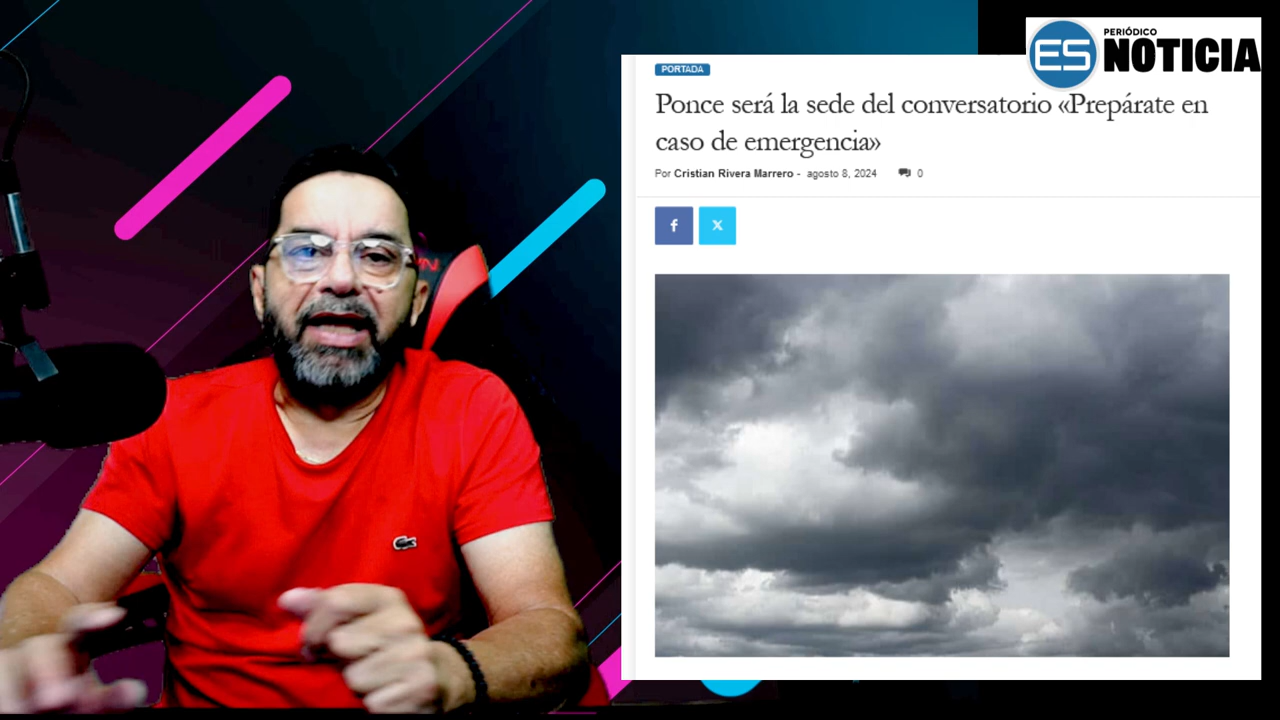 PERIÓDICO
ES NOTICIA
PORTADA
Ponce será la sede del conversatorio «Prepárate en
caso de emergencia»
Por Cristian Rivera Marrero - agosto 8, 2024 0